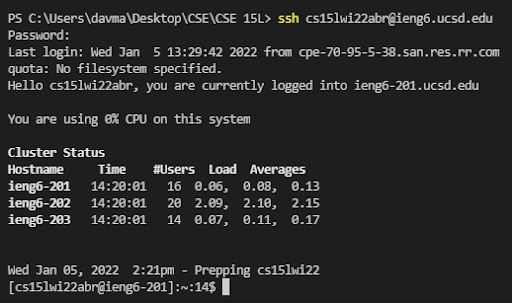 PS C:\Users\davma\Desktop\CSE\CSE 15L> ssh cs15lwi22abr@ieng6.ucsd.edu
Password:
Last login: Wed Jan  5 13:29:42 2022 from cpe-70-95-5-38.san.res.rr.com
quota: No filesystem specified.
Hello cs15lwi22abr, you are currently logged into ieng6-201.ucsd.edu
You are using 0% CPU on this system
Cluster Status
Hostname     Time    #Users  Load  Averages
ieng6-201   14:20:01   16  0.06,  0.08,  0.13
ieng6-202   14:20:01   20  2.09,  2.10,  2.15
ieng6-203   14:20:01   14  0.07,  0.11,  0.17
Wed Jan 05, 2022  2:21pm - Prepping cs15lwi22
[cs15lwi22abr@ieng6-201]:~:14$